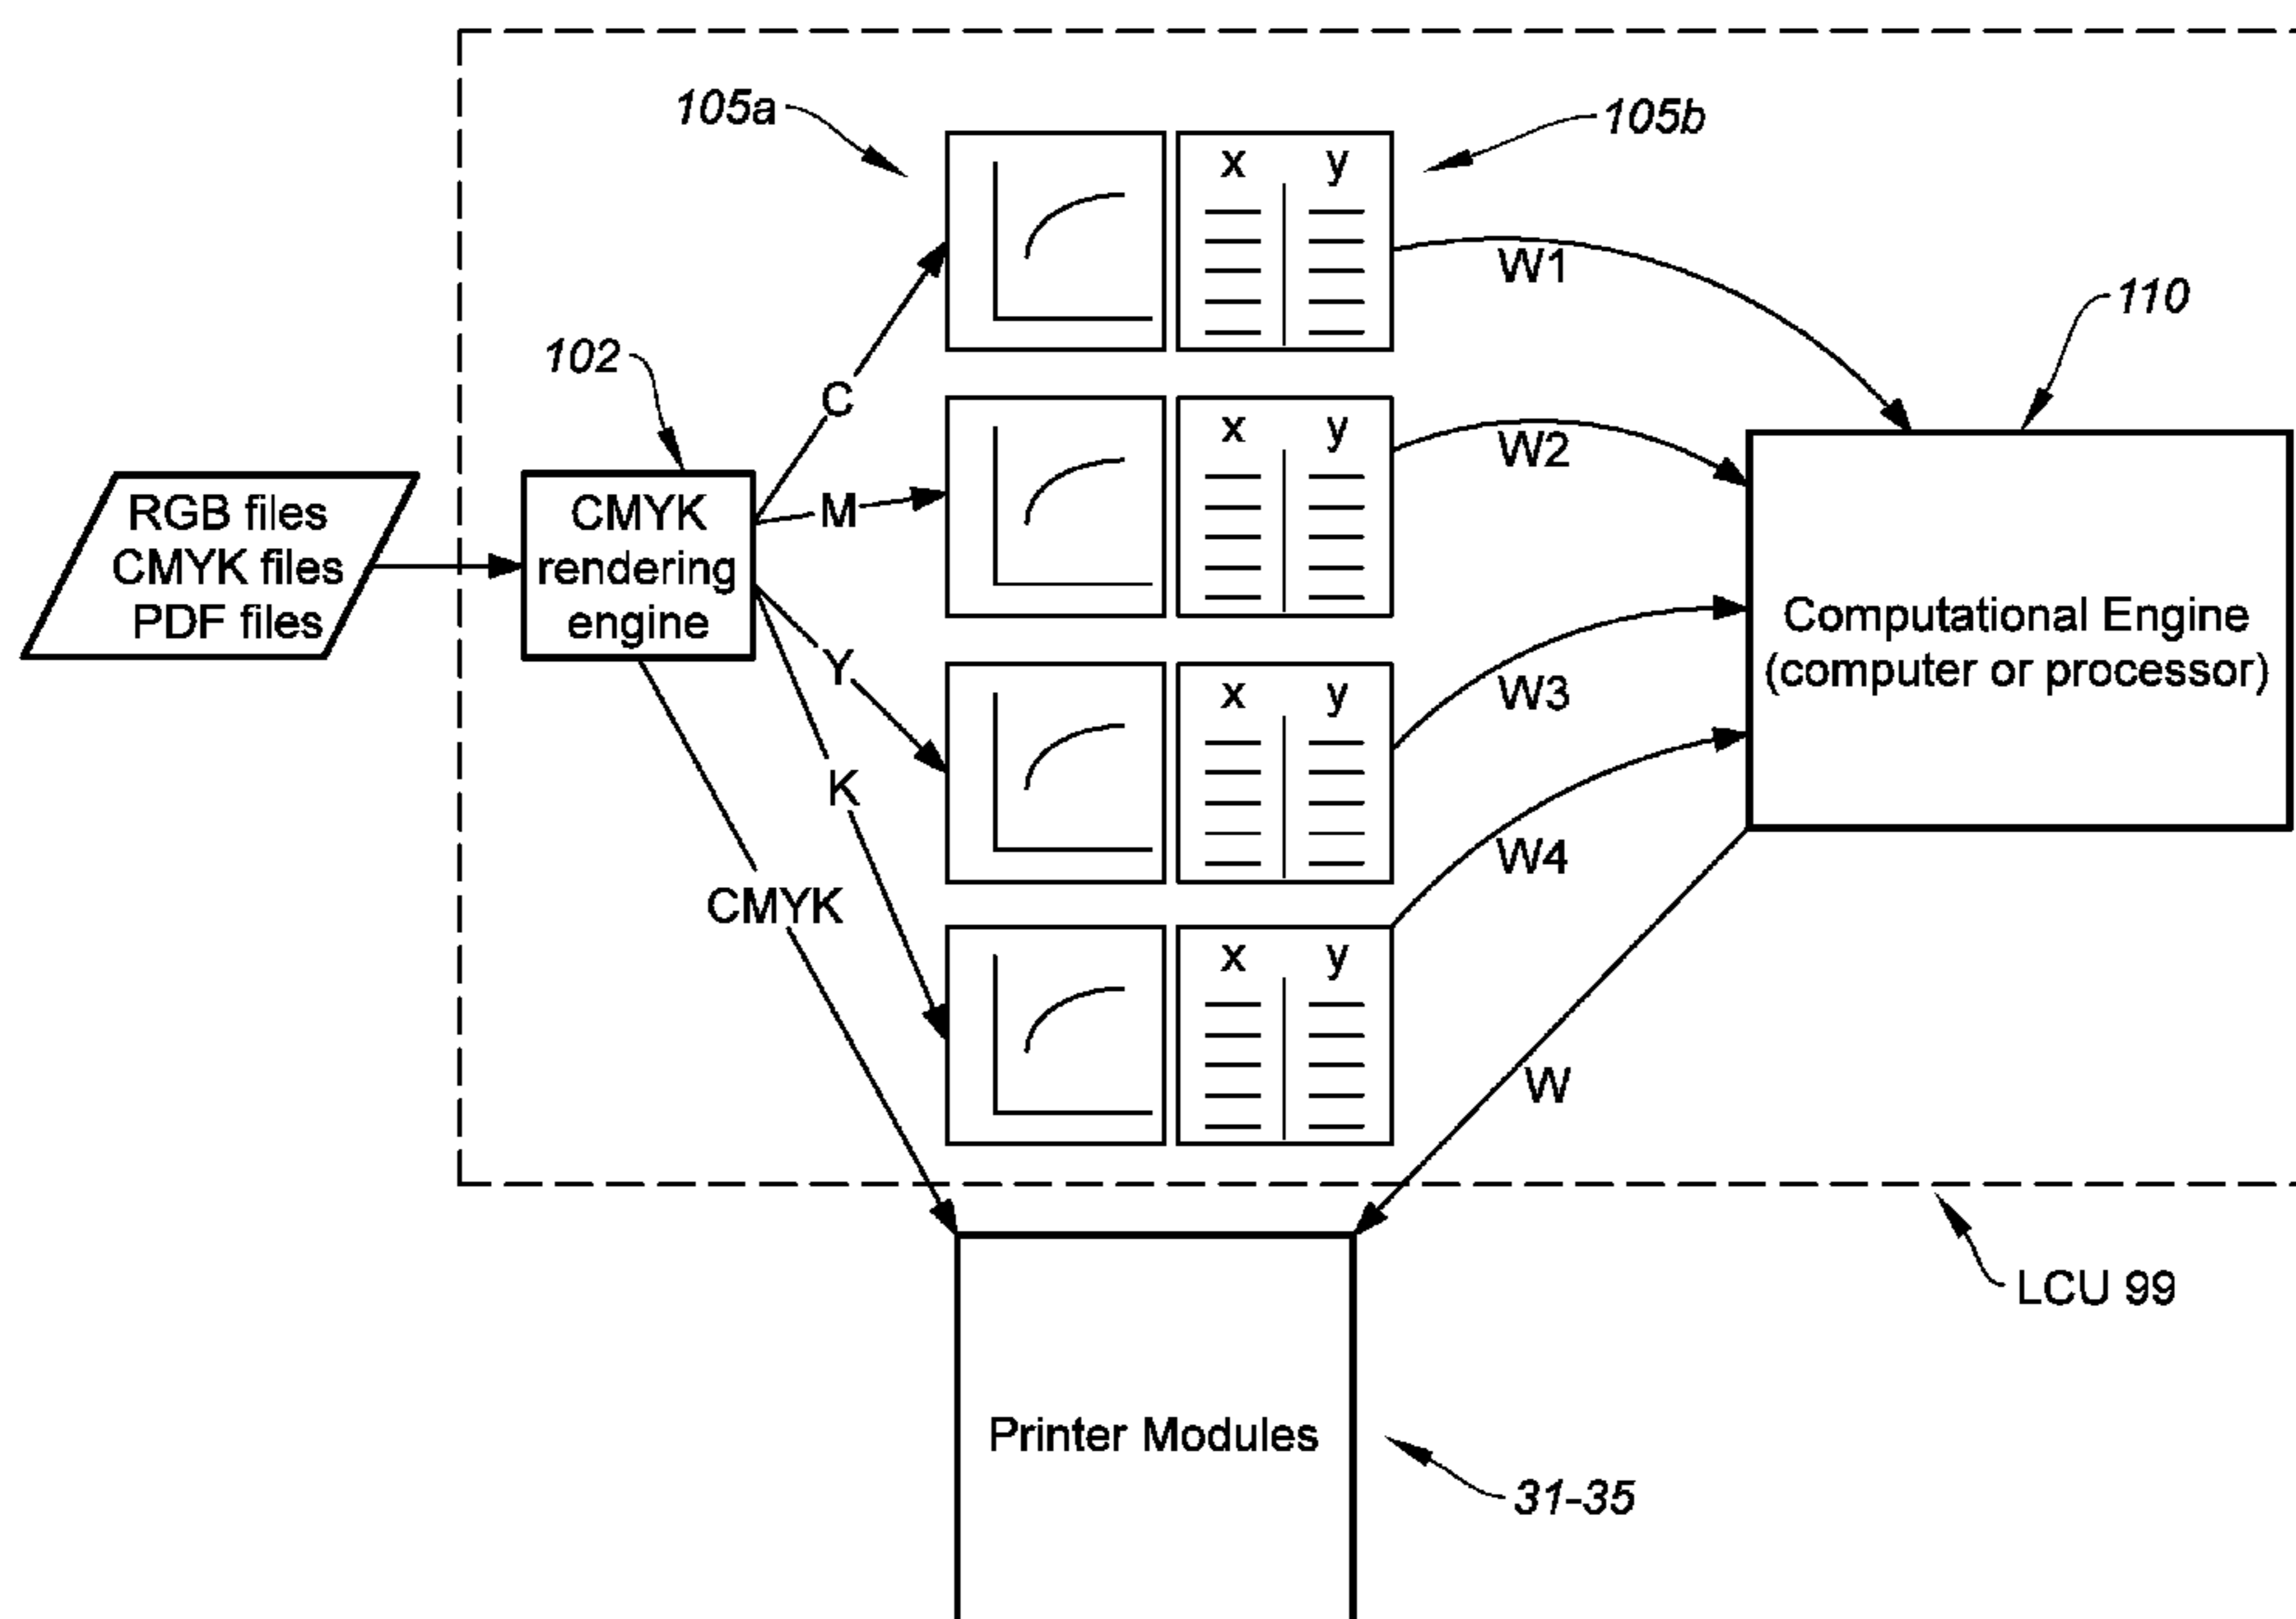 105a
105b
x y
W1
110
102
C
x y
W2
RGB files
CMYK files
PDF files
CMYK
rendering
engine
M
Computational Engine
(computer or processor)
Y
x y
W3
K
W4
CMYK
x y
W
LCU 99
Printer Modules
31-35